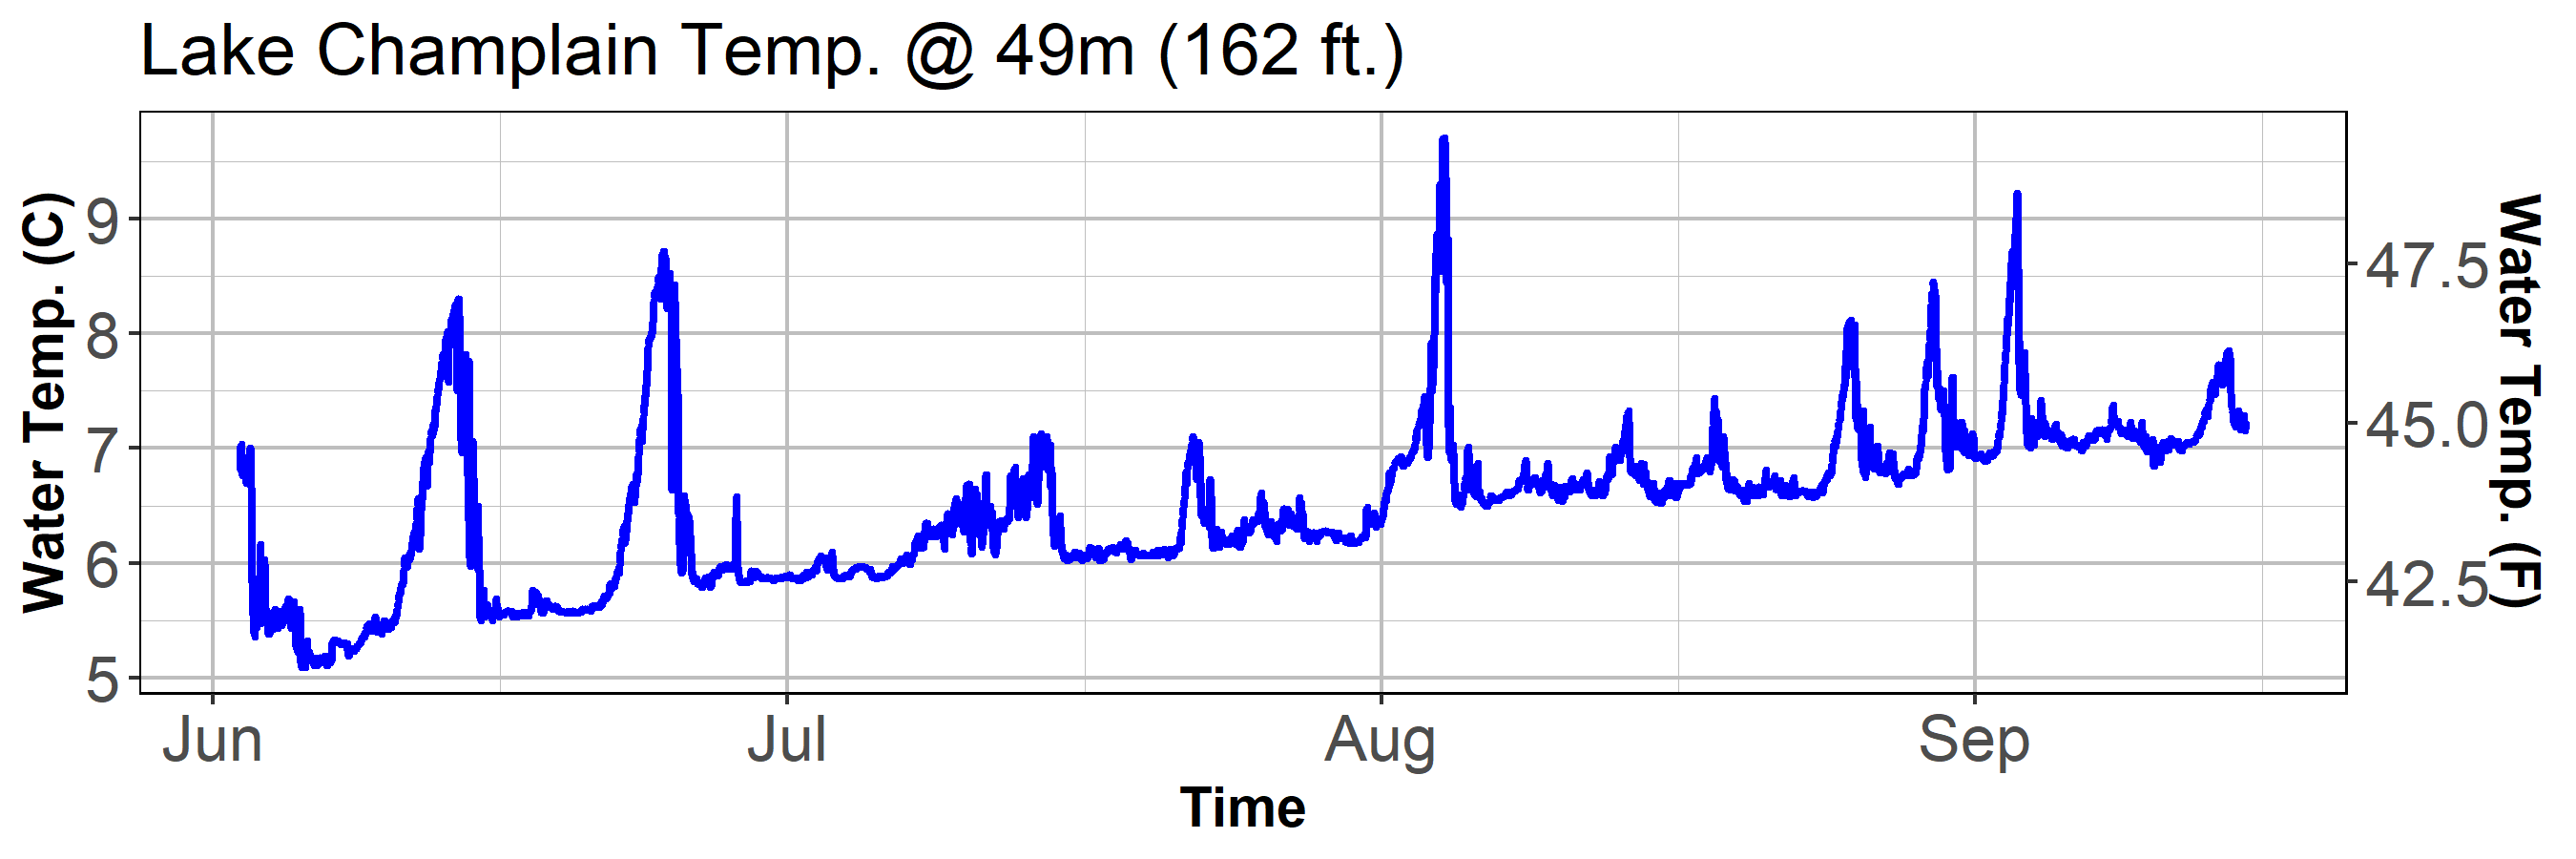 Lake Champlain Temp. @ 49m (162 ft.)
Water Temp. (C)
9
8
7
6
5
47.5
45.0
42.5
Water Temp. (F)
Jun Jul Aug Sep
Time